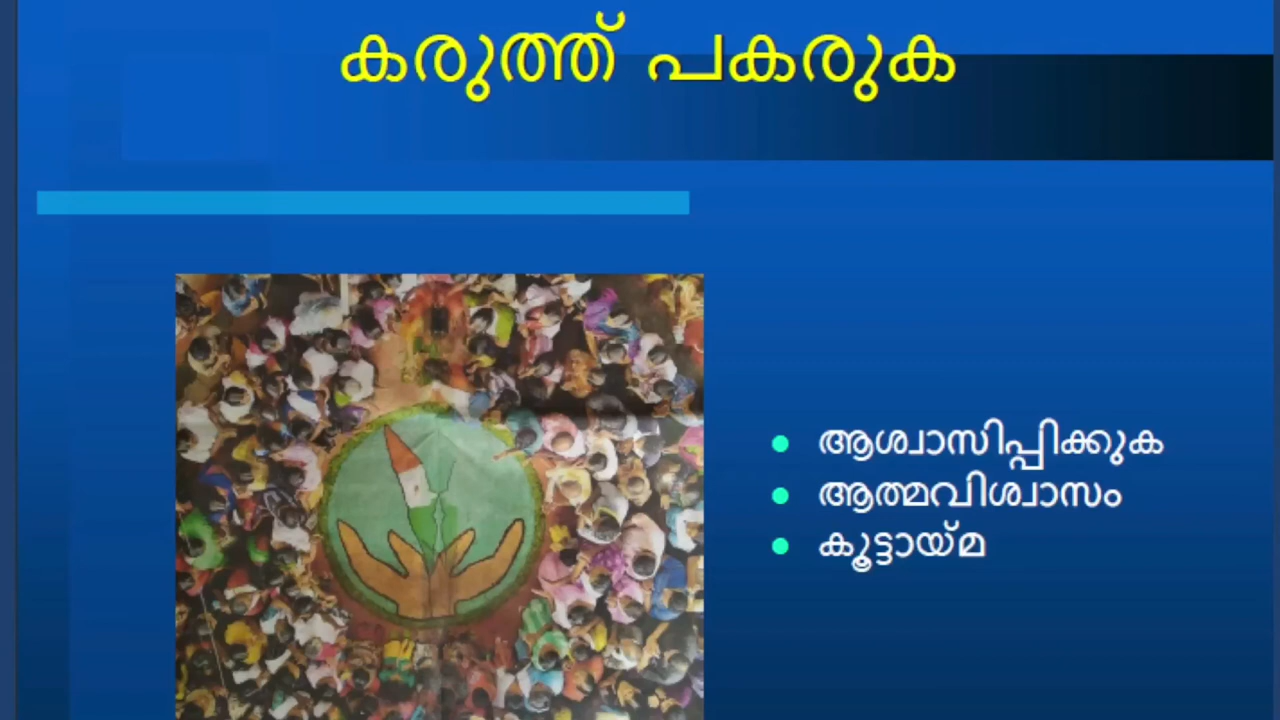 കരുത്ത് പകരുക
ആശ്വാസിപ്പിക്കുക
ആത്മവിശ്വാസം
കൂട്ടായ്മ